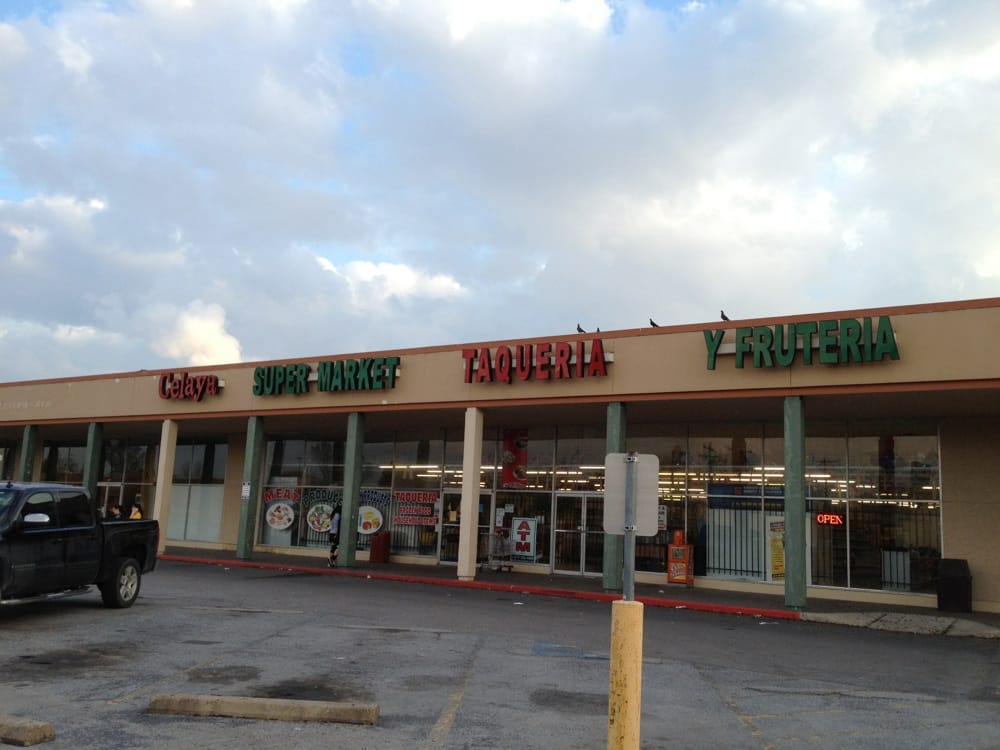 Celaya SUPER MARKET TAQUERIA Y FRUTERIA
MEAT
PRODUCE
TAQUERIA
ATM
OPEN